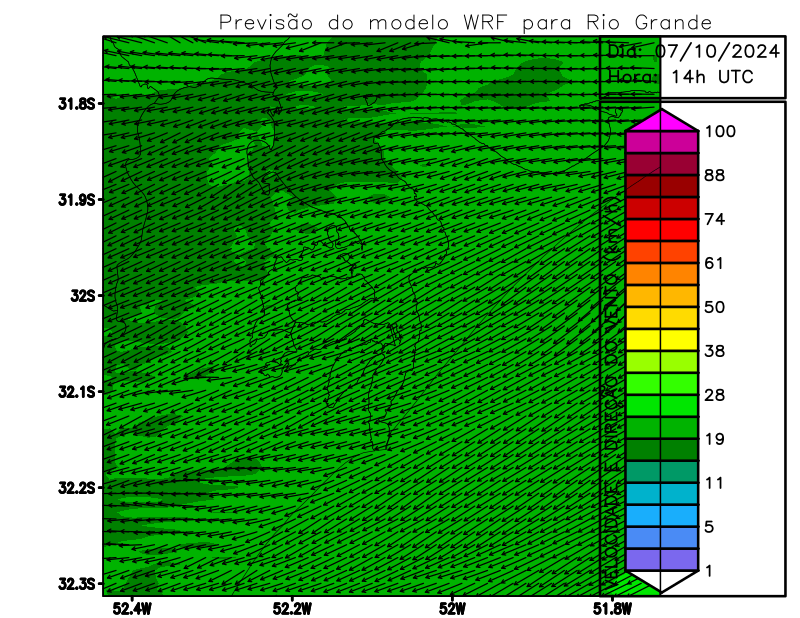 Previsão do modelo WRF para Rio Grande
Dia: 07/10/2024
Hora: 14h UTC
31.8S
31.9S
32S
32.1S
32.2S
32.3S
52.4W
52.2W
52W
51.8W
VELOCIDADE E DIREÇÃO DO VENTO (km/h)
100
88
74
61
50
38
28
19
11
5
1